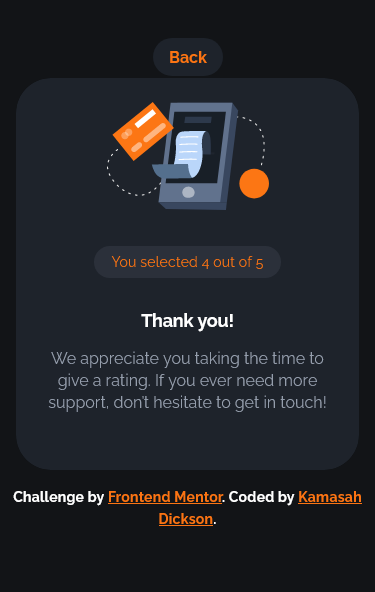 Back
You selected 4 out of 5
Thank you!
We appreciate you taking the time to
give a rating. If you ever need more
support, don't hesitate to get in touch!
Challenge by Frontend Mentor. Coded by Kamasah
Dickson.